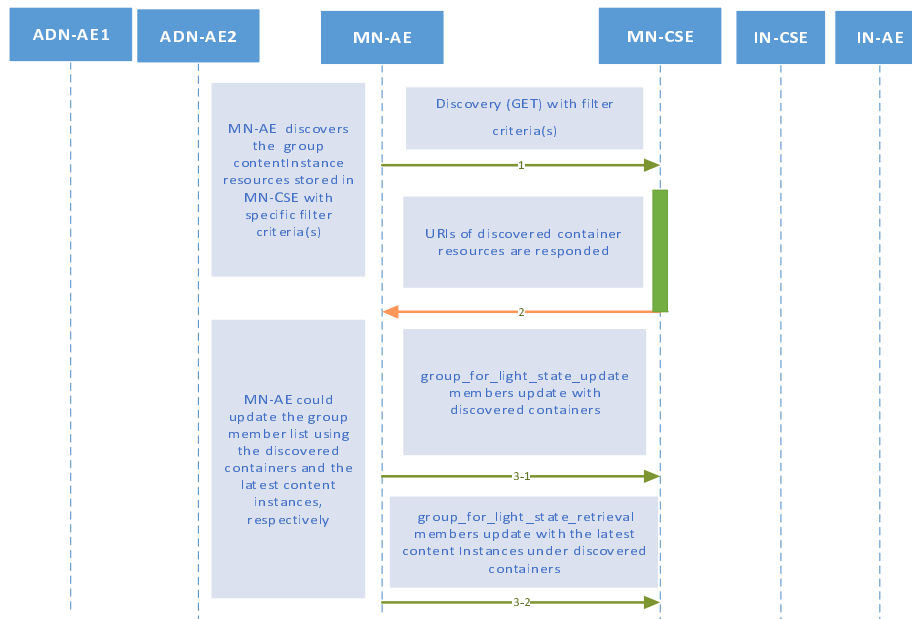 ADN-AE1
ADN-AE2
MN-AE
MN-CSE
IN-CSE
IN-AE
MN-AE discovers
the group
contentInstance
resources stored in
MN-CSE with
specific filter
criteria(s)
Discovery (GET) with filter
criteria(s)
1
URIs of discovered container
resources are responded
2
MN-AE could
update the group
member list using
the discovered
containers and the
latest content
instances,
respectively
group_for_light_state_update
members update with
discovered containers
3-1
group_for_light_state_retrieval
members update with the latest
content Instances under discovered
containers
3-2